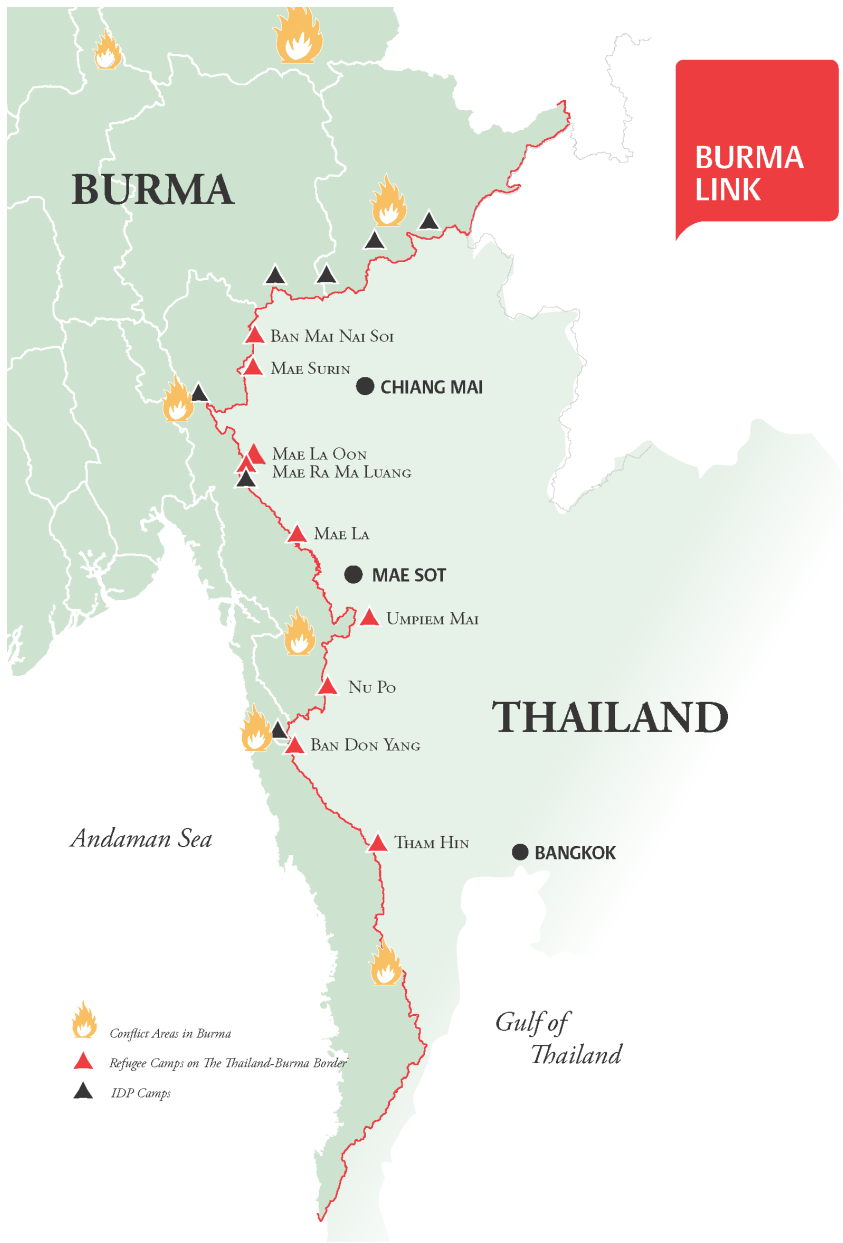 BURMA
LINK
BURMA
Ban Mai Nai Soi
Mae Surin
CHIANG MAI
Mae La Oon
Mae Ra Ma Luang
Mae La
MAE SOT
Umpiem Mai
Nu Po
THAILAND
Ban Don Yang
Andaman Sea
Tham Hin
BANGKOK
Gulf of
Thailand
Conflict Areas in Burma
Refugee Camps on The Thailand-Burma Border
IDP Camps